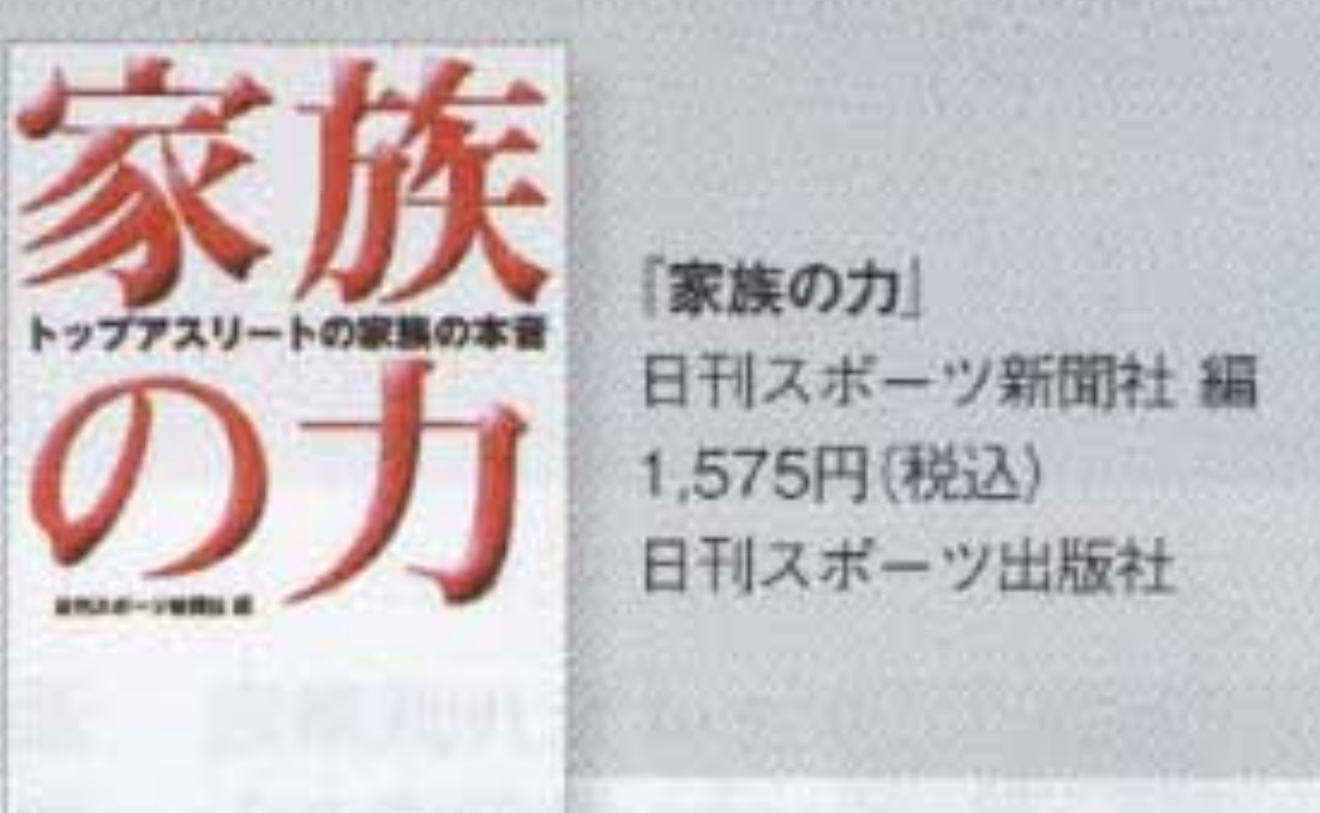 家族
トップアスリートの家族の本音
の力
日刊スポーツ新聞社 編
『家族の力』
日刊スポーツ新聞社 編
1,575円(税込)
日刊スポーツ出版社